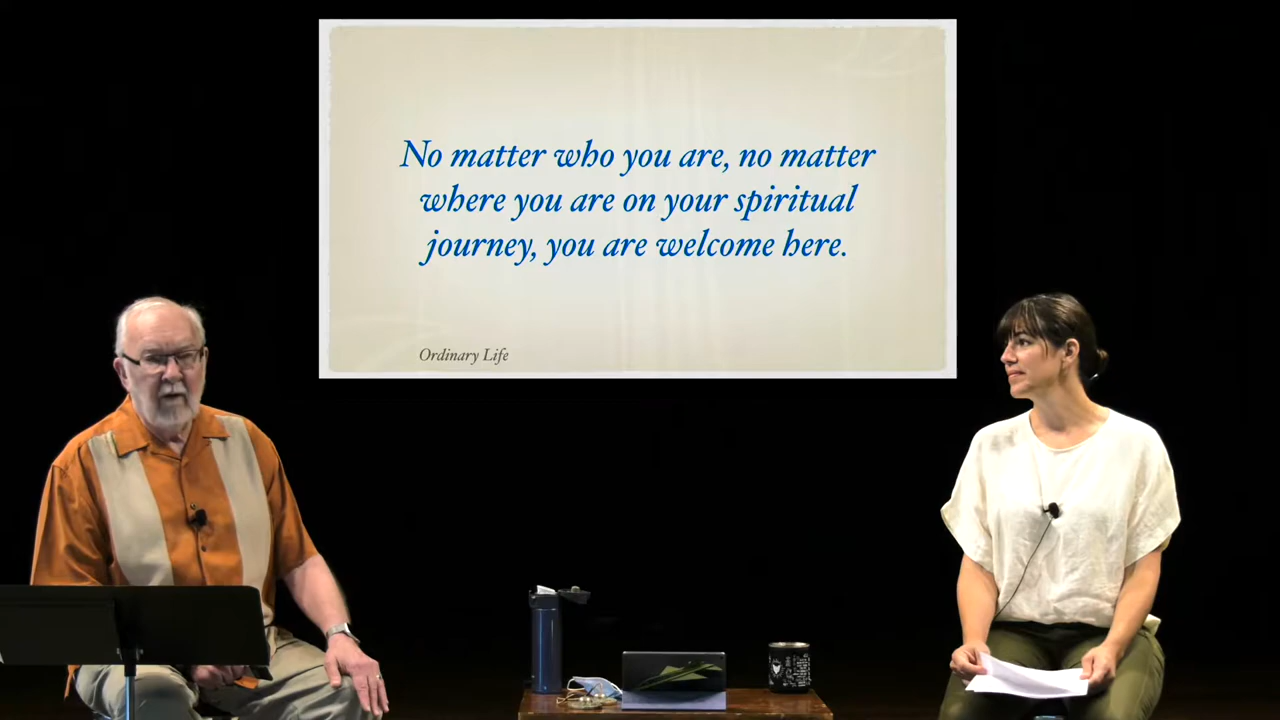 No matter who you are, no matter
where you are on your spiritual
journey, you are welcome here.
Ordinary Life